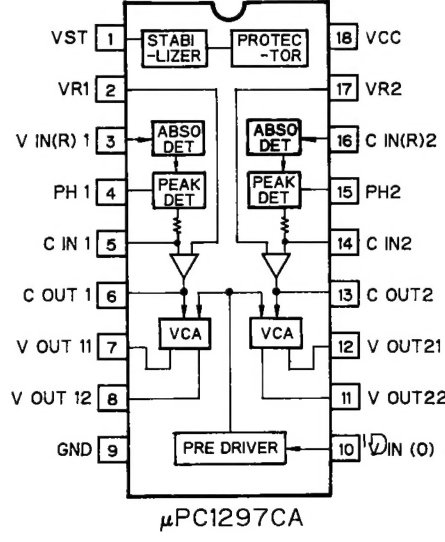 VST 1 STABI -LIZER PROTEC -TOR 18 VCC
VR1 2 17 VR2
V IN(R) 1 3 ABSO DET ABSO DET 16 C IN(R)2
PH 1 4 PEAK DET PEAK DET 15 PH2
C IN 1 5 14 C IN2
C OUT 1 6 13 C OUT2
VCA VCA
V OUT 11 7 12 V OUT21
V OUT 12 8 11 V OUT22
GND 9 PRE DRIVER 10 IN (O)
μPC1297CA